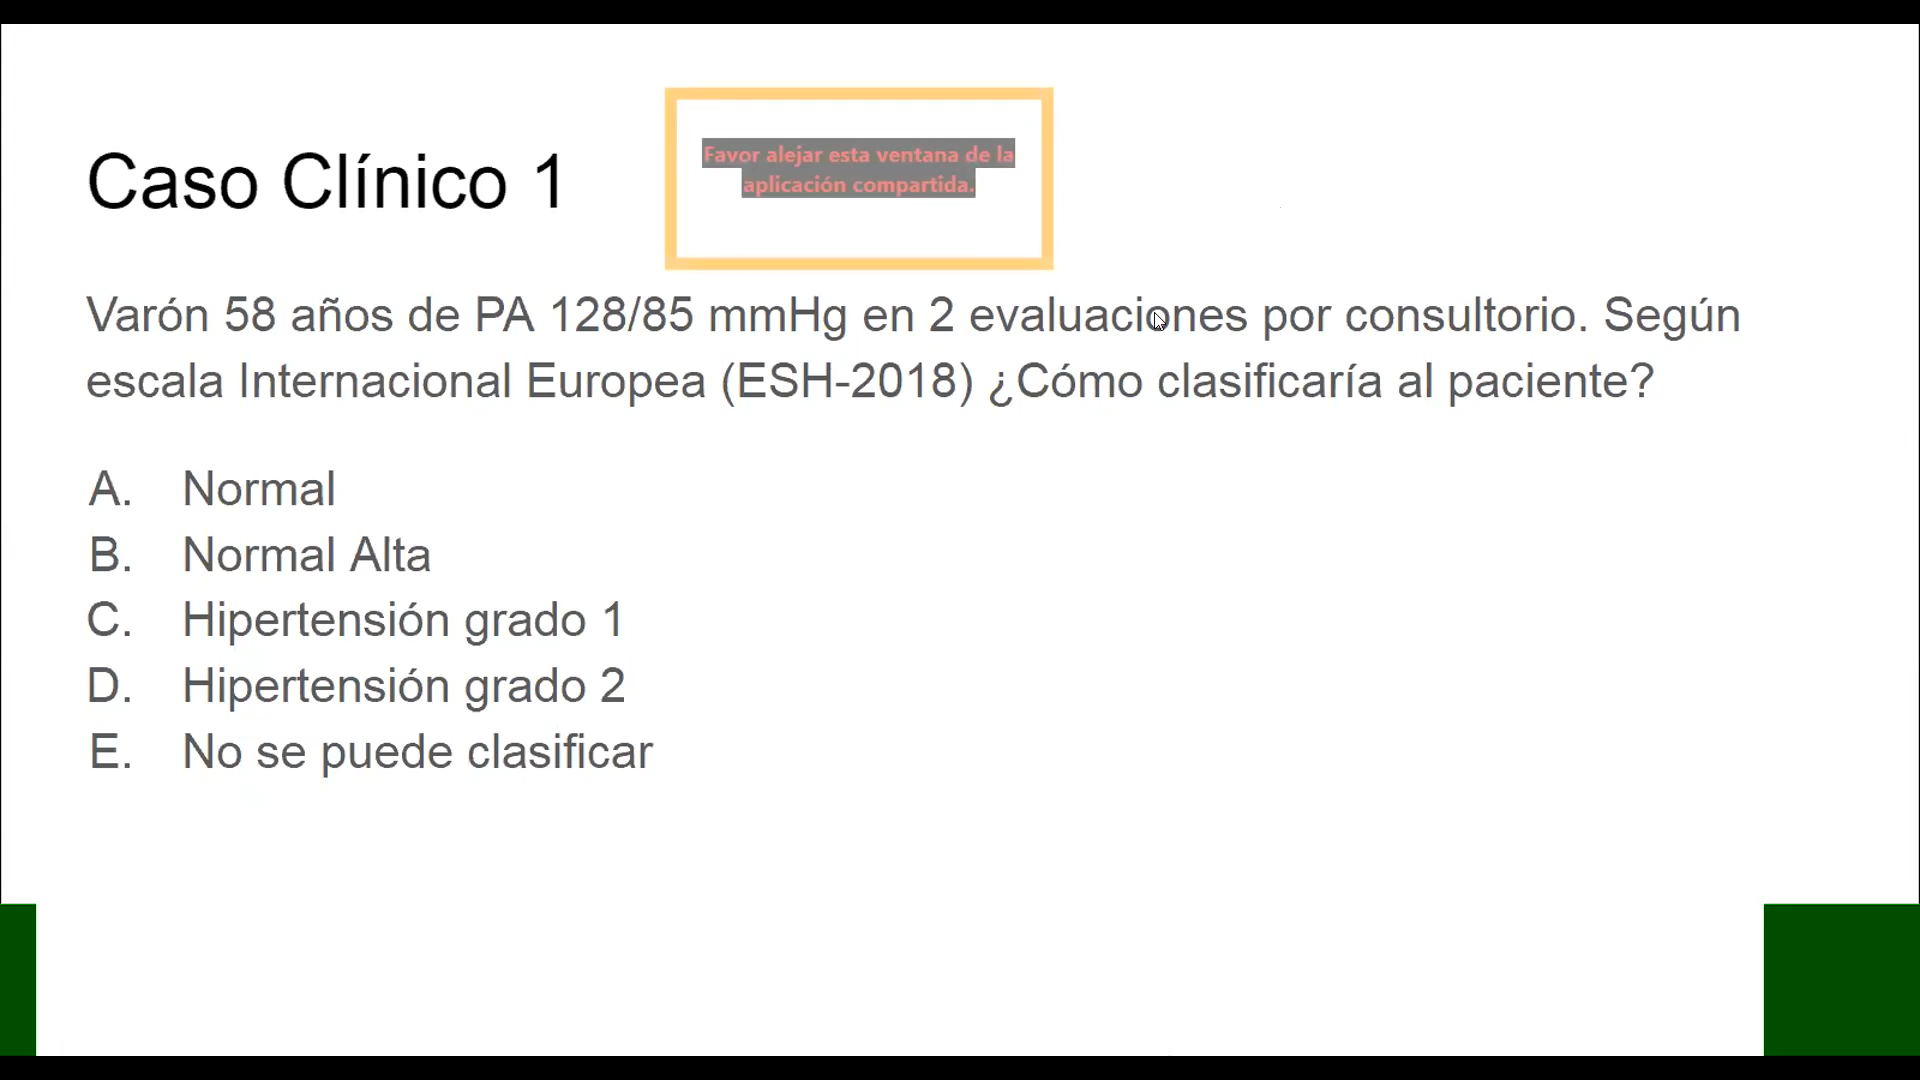 Favor alejar esta ventana de la
aplicación compartida.
Caso Clínico 1
Varón 58 años de PA 128/85 mmHg en 2 evaluaciones por consultorio. Según
escala Internacional Europea (ESH-2018) ¿Cómo clasificaría al paciente?
A. Normal
B. Normal Alta
C. Hipertensión grado 1
D. Hipertensión grado 2
E. No se puede clasificar